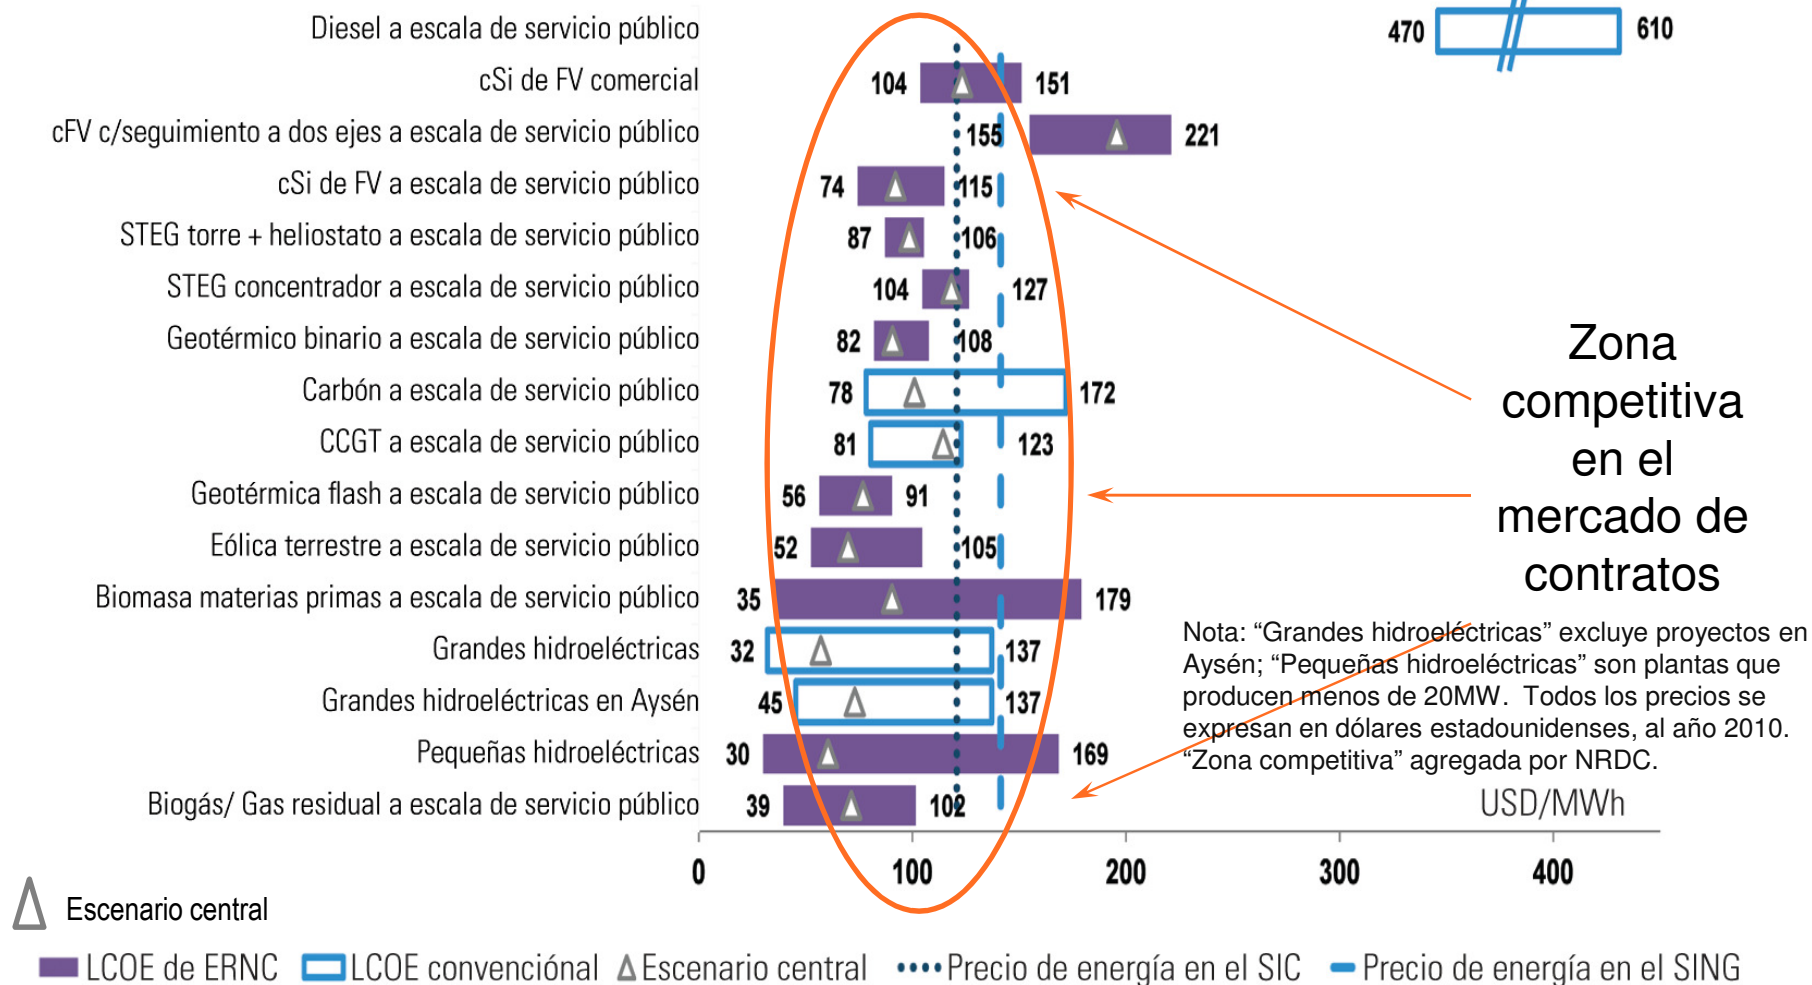 Diesel a escala de servicio público 470 610
cSi de FV comercial 104 151
cFV c/seguimiento a dos ejes a escala de servicio público 155 221
cSi de FV a escala de servicio público 74 115
STEG torre + heliostato a escala de servicio público 87 106
STEG concentrador a escala de servicio público 104 127
Geotérmico binario a escala de servicio público 82 108
Carbón a escala de servicio público 78 172
CCGT a escala de servicio público 81 123
Geotérmica flash a escala de servicio público 56 91
Eólica terrestre a escala de servicio público 52 105
Biomasa materias primas a escala de servicio público 35 179
Grandes hidroeléctricas 32 137
Grandes hidroeléctricas en Aysén 45 137
Pequeñas hidroeléctricas 30 169
Biogás/ Gas residual a escala de servicio público 39 102
Zona
competitiva
en el
mercado de
contratos
Nota: “Grandes hidroeléctricas” excluye proyectos en
Aysén; “Pequeñas hidroeléctricas” son plantas que
producen menos de 20MW. Todos los precios se
expresan en dólares estadounidenses, al año 2010.
“Zona competitiva” agregada por NRDC.
USD/MWh
0 100 200 300 400
Escenario central
LCOE de ERNC LCOE convenciónal Escenario central Precio de energía en el SIC Precio de energía en el SING